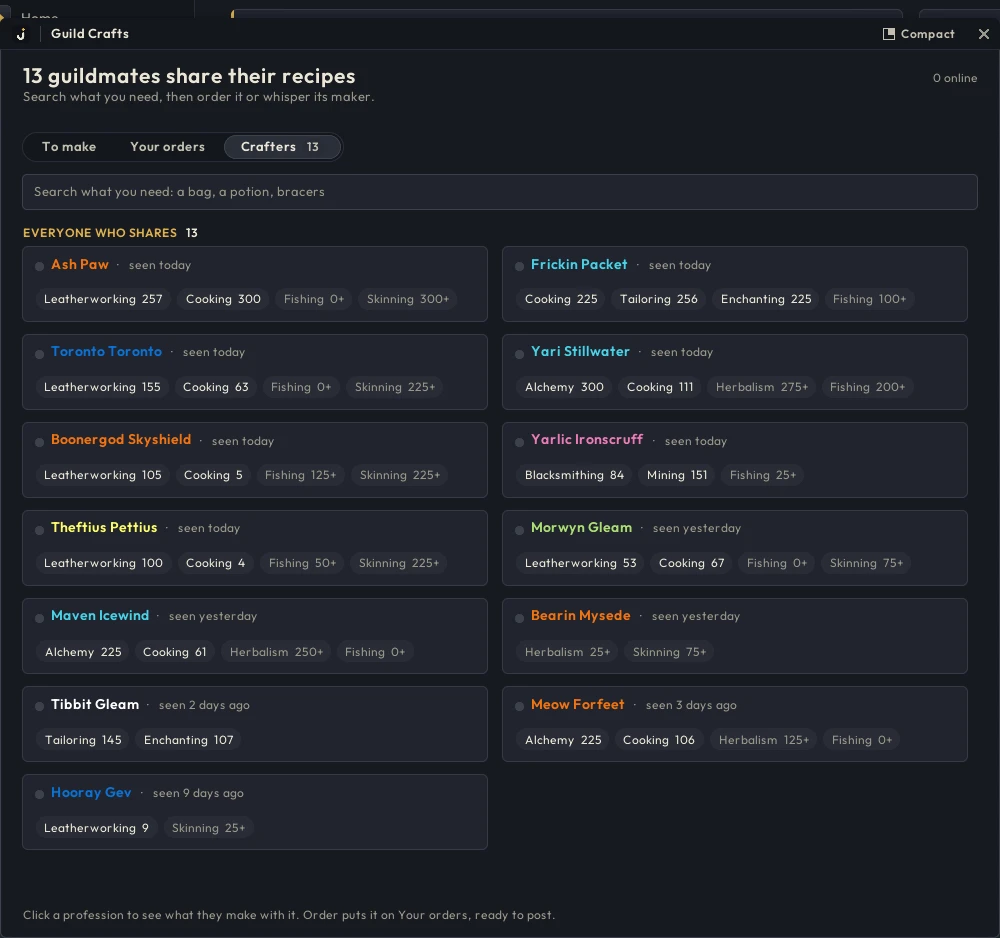 Home
Guild Crafts
Compact
13 guildmates share their recipes
0 online
Search what you need, then order it or whisper its maker.
To make
Your orders
Crafters 13
Search what you need: a bag, a potion, bracers
EVERYONE WHO SHARES 13
Ash Paw · seen today
Leatherworking 257 Cooking 300 Fishing 0+ Skinning 300+
Frickin Packet · seen today
Cooking 225 Tailoring 256 Enchanting 225 Fishing 100+
Toronto Toronto · seen today
Leatherworking 155 Cooking 63 Fishing 0+ Skinning 225+
Yari Stillwater · seen today
Alchemy 300 Cooking 111 Herbalism 275+ Fishing 200+
Boonergod Skyshield · seen today
Leatherworking 105 Cooking 5 Fishing 125+ Skinning 225+
Yarlic Ironscruff · seen today
Blacksmithing 84 Mining 151 Fishing 25+
Theftius Pettius · seen today
Leatherworking 100 Cooking 4 Fishing 50+ Skinning 225+
Morwyn Gleam · seen yesterday
Leatherworking 53 Cooking 67 Fishing 0+ Skinning 75+
Maven Icewind · seen yesterday
Alchemy 225 Cooking 61 Herbalism 250+ Fishing 0+
Bearin Mysede · seen yesterday
Herbalism 25+ Skinning 75+
Tibbit Gleam · seen 2 days ago
Tailoring 145 Enchanting 107
Meow Forfeet · seen 3 days ago
Alchemy 225 Cooking 106 Herbalism 125+ Fishing 0+
Hooray Gev · seen 9 days ago
Leatherworking 9 Skinning 25+
Click a profession to see what they make with it. Order puts it on Your orders, ready to post.